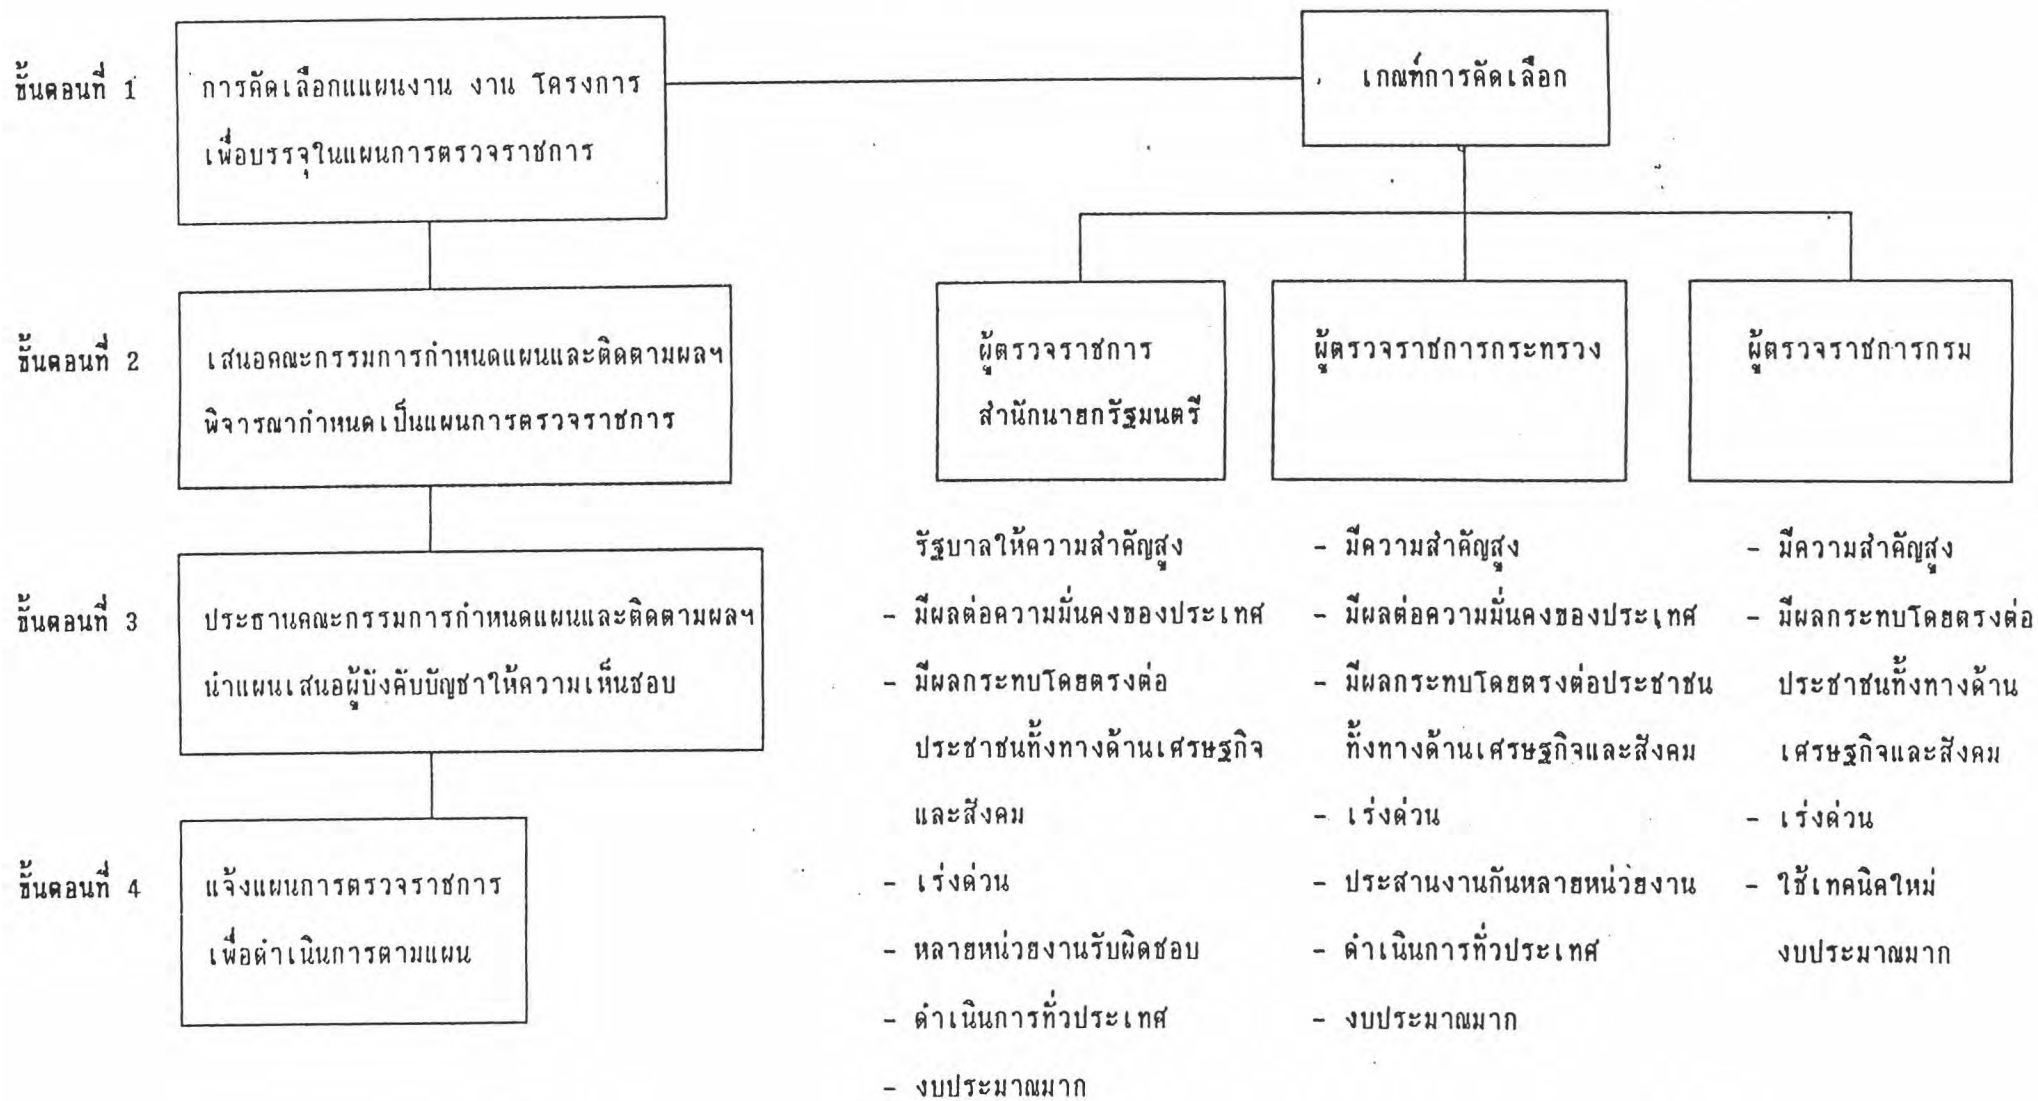 ขั้นตอนที่ 1
การคัดเลือกแแผนงาน งาน โครงการ
เพื่อบรรจุในแผนการตรวจราชการ
เกณฑ์การคัดเลือก
ขั้นตอนที่ 2
เสนอคณะกรรมการกำหนดแผนและติดตามผลฯ
พิจารณากำหนดเป็นแผนการตรวจราชการ
ขั้นตอนที่ 3
ประธานคณะกรรมการกำหนดแผนและติดตามผลฯ
นำแผนเสนอผู้บังคับบัญชาให้ความเห็นชอบ
ขั้นตอนที่ 4
แจ้งแผนการตรวจราชการ
เพื่อดำเนินการตามแผน
ผู้ตรวจราชการ
สำนักนายกรัฐมนตรี
รัฐบาลให้ความสำคัญสูง
- มีผลต่อความมั่นคงของประเทศ
- มีผลกระทบโดยตรงต่อ
ประชาชนทั้งทางด้านเศรษฐกิจ
และสังคม
- เร่งด่วน
- หลายหน่วยงานรับผิดชอบ
- ดำเนินการทั่วประเทศ
- งบประมาณมาก
ผู้ตรวจราชการกระทรวง
- มีความสำคัญสูง
- มีผลต่อความมั่นคงของประเทศ
- มีผลกระทบโดยตรงต่อประชาชน
ทั้งทางด้านเศรษฐกิจและสังคม
- เร่งด่วน
- ประสานงานกันหลายหน่วยงาน
- ดำเนินการทั่วประเทศ
- งบประมาณมาก
ผู้ตรวจราชการกรม
- มีความสำคัญสูง
- มีผลกระทบโดยตรงต่อ
ประชาชนทั้งทางด้าน
เศรษฐกิจและสังคม
- เร่งด่วน
- ใช้เทคนิคใหม่
งบประมาณมาก